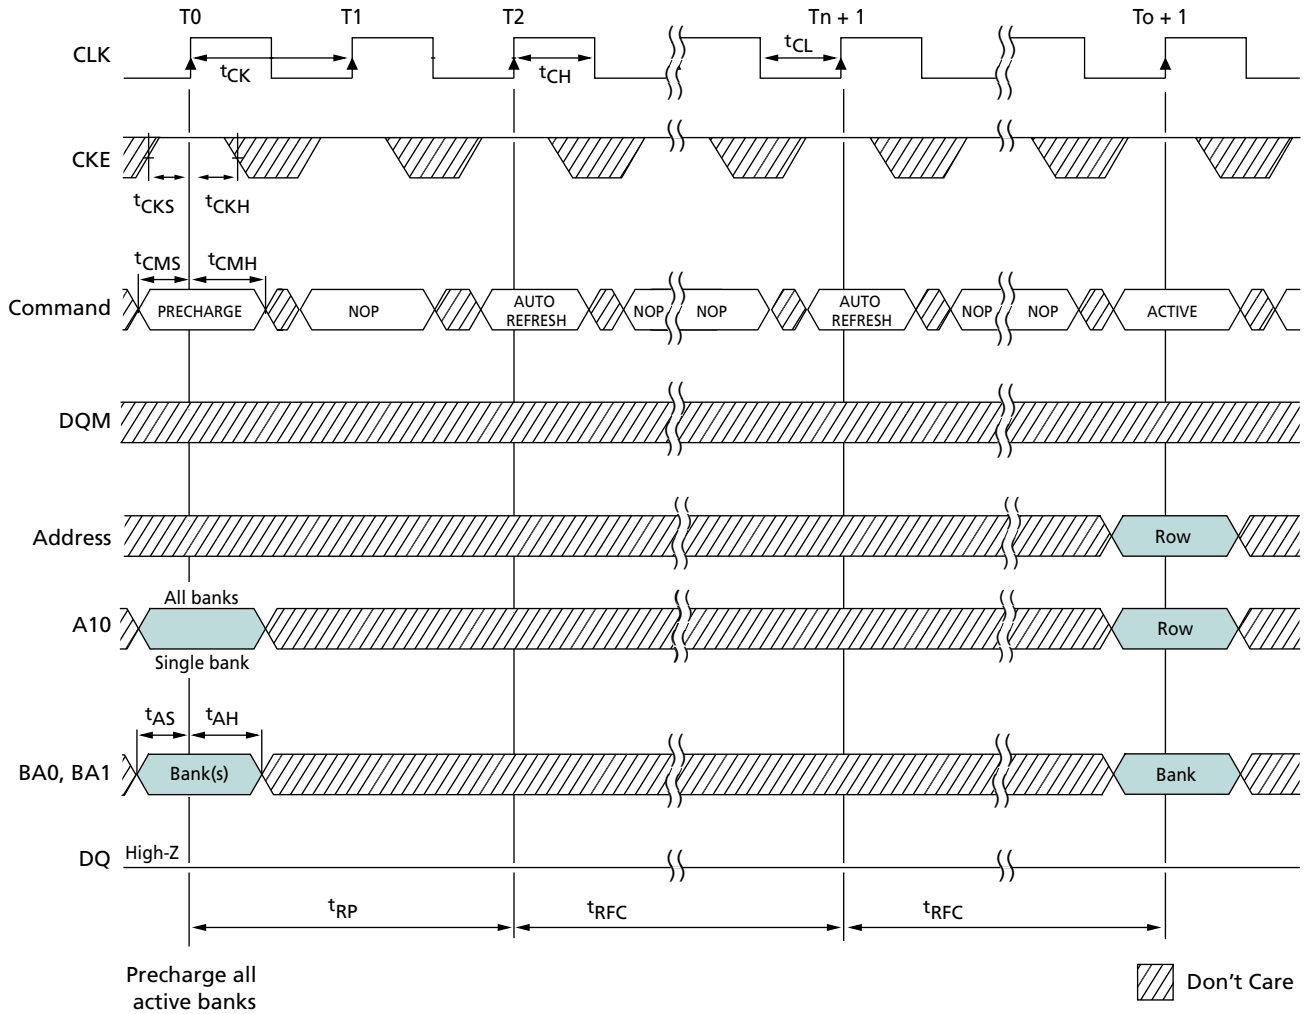 T0 T1 T2 Tn + 1 To + 1
CLK
tCK tCH tCL
CKE
tCKS tCKH
tCMS tCMH
Command PRECHARGE NOP AUTO REFRESH NOP NOP AUTO REFRESH NOP NOP ACTIVE
DQM
Address Row
All banks
A10 Row
Single bank
tAS tAH
BA0, BA1 Bank(s) Bank
DQ High-Z
tRP tRFC tRFC
Precharge all
active banks
Don't Care